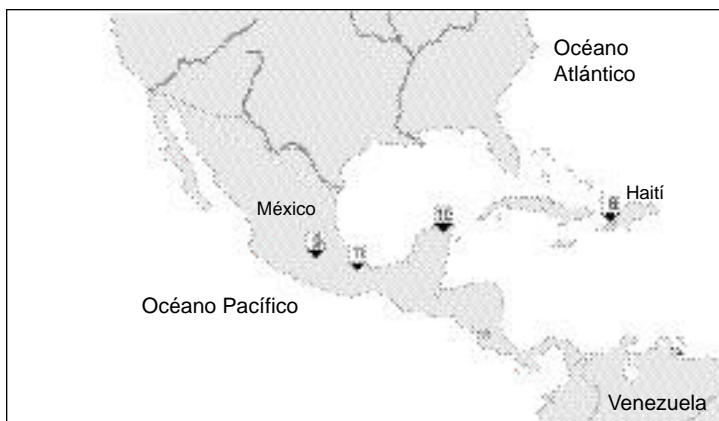 Océano
Atlántico
Haití
México
Océano Pacífico
Venezuela